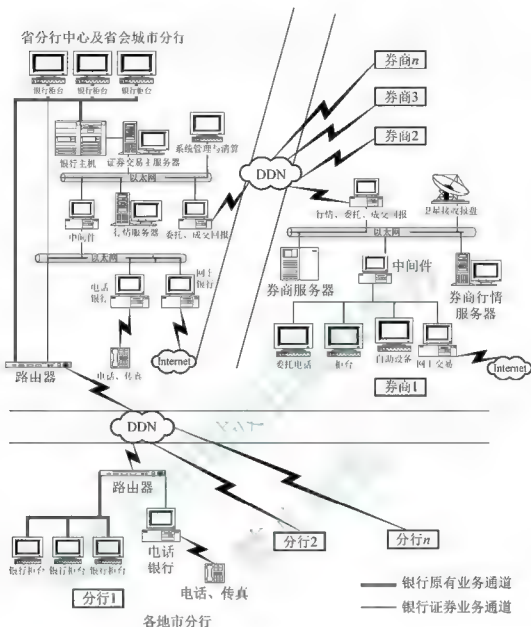 省分行中心及省会城市分行
银行柜台
银行柜台
银行柜台
银行主机
证券交易主服务器
系统管理与清算
以太网
中间件
行情服务器
委托、成交回报
以太网
电话
银行
网上
银行
电话、传真
Internet
路由器
券商n
券商3
券商2
DDN
行情、委托、成交回报
卫星接收报盘
以太网
券商服务器
中间件
券商行情
服务器
委托电话
柜台
自助设备
网上交易
Internet
券商1
DDN
路由器
银行柜台
银行柜台
银行柜台
电话
银行
电话、传真
分行1
分行2
分行n
各地市分行
银行原有业务通道
银行证券业务通道